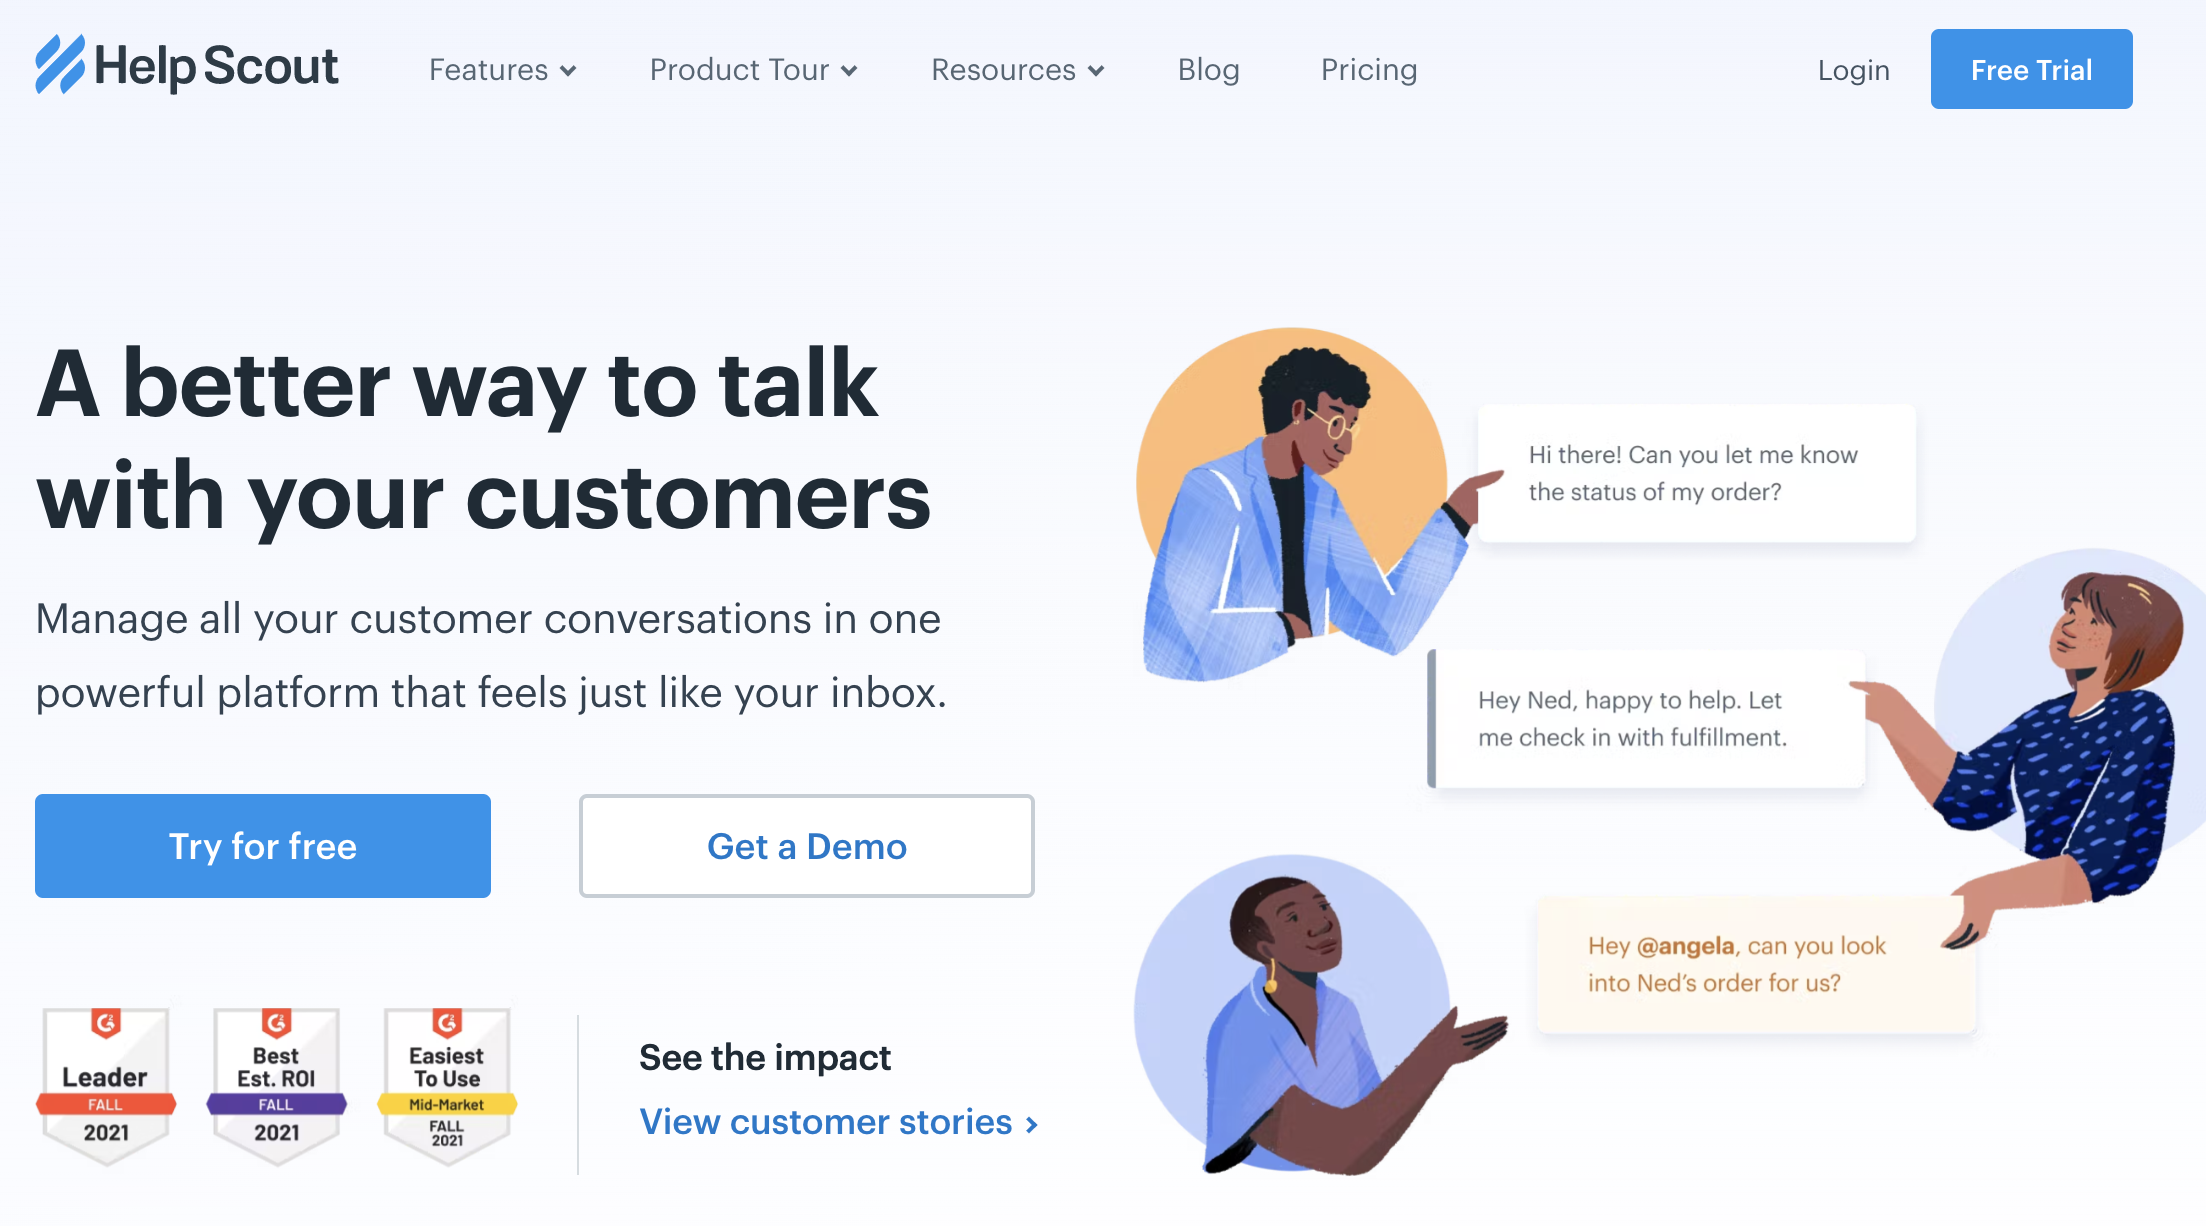 Help Scout
Features
Product Tour
Resources
Blog
Pricing
Login
Free Trial
A better way to talk
with your customers
Manage all your customer conversations in one
powerful platform that feels just like your inbox.
Try for free
Get a Demo
Leader
FALL
2021
Best
Est. ROI
FALL
2021
Easiest
To Use
Mid-Market
FALL
2021
See the impact
View customer stories
Hi there! Can you let me know
the status of my order?
Hey Ned, happy to help. Let
me check in with fulfillment.
Hey @angela, can you look
into Ned’s order for us?